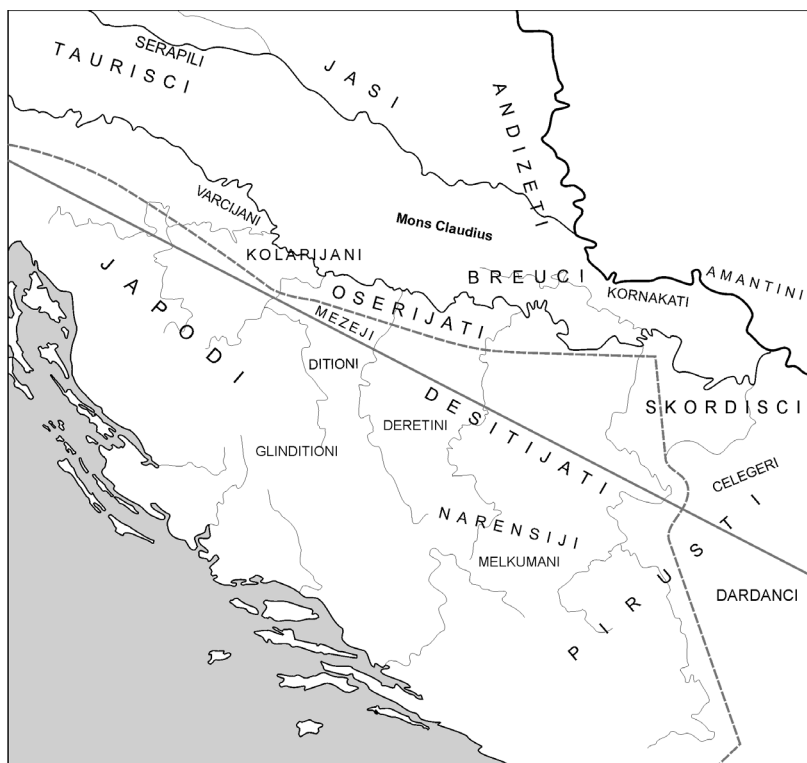 SERAPILI
TAURISCI
JASI
ANDIZETI
VARCIJANI
Mons Claudius
KOLAPIJANI
BREUCI
AMANTINI
KORNAKATI
JAPODI
OSERIJATI
MEZEJI
DITIONI
DESITIJATI
SKORDISCI
DERETINI
GLINDITIONI
CELEGERI
NARENSIJI
MELKUMANI
PIRUSTI
DARDANCI